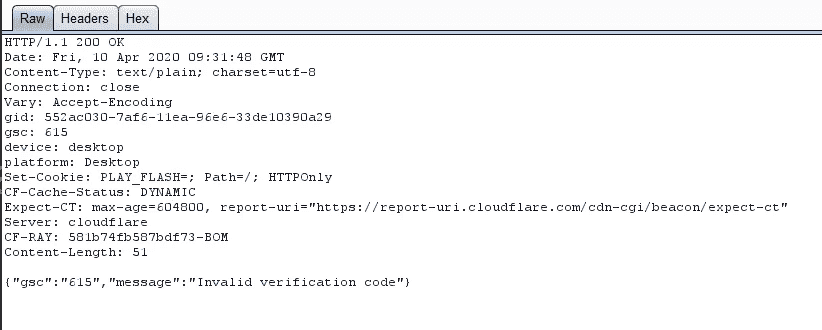 Raw Headers Hex
HTTP/1.1 200 OK
Date: Fri, 10 Apr 2020 09:31:48 GMT
Content-Type: text/plain; charset=utf-8
Connection: close
Vary: Accept-Encoding
gid: 552ac030-7af6-11ea-96e6-33de10390a29
gsc: 615
device: desktop
platform: Desktop
Set-Cookie: PLAY_FLASH=; Path=/; HTTPOnly
CF-Cache-Status: DYNAMIC
Expect-CT: max-age=604800, report-uri="https://report-uri.cloudflare.com/cdn-cgi/beacon/expect-ct"
Server: cloudflare
CF-RAY: 581b74fb587bdf73-BOM
Content-Length: 51
{"gsc":"615","message":"Invalid verification code"}